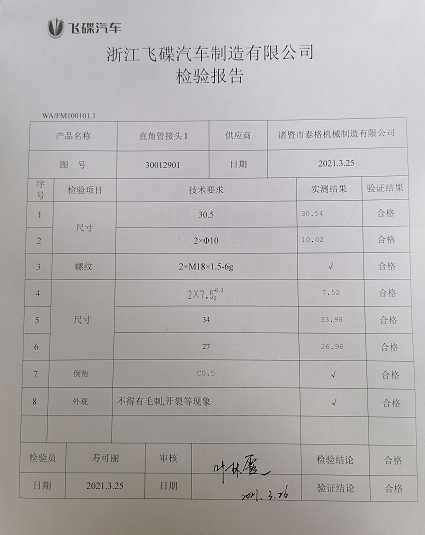 飞碟汽车
浙江飞碟汽车制造有限公司
检验报告
WA/FM100101.1
产品名称 直角管接头1 供应商 诸暨市泰格机械制造有限公司
图 号 30012901 日期 2021.3.25
序号 检验项目 技术要求 实测结果 验证结果
1 尺寸 30.5 30.54 合格
2 2×Φ10 10.02 合格
3 螺纹 2×M18×1.5-6g √ 合格
4 尺寸 2×7.5 7.52 合格
5 34 33.98 合格
6 27 26.98 合格
7 倒角 C0.5 √ 合格
8 外观 不得有毛刺,开裂等现象 √ 合格
检验员 寿可丽 审核 检验结论 合格
日期 2021.3.25 日期 2021.3.26 验证结论 合格